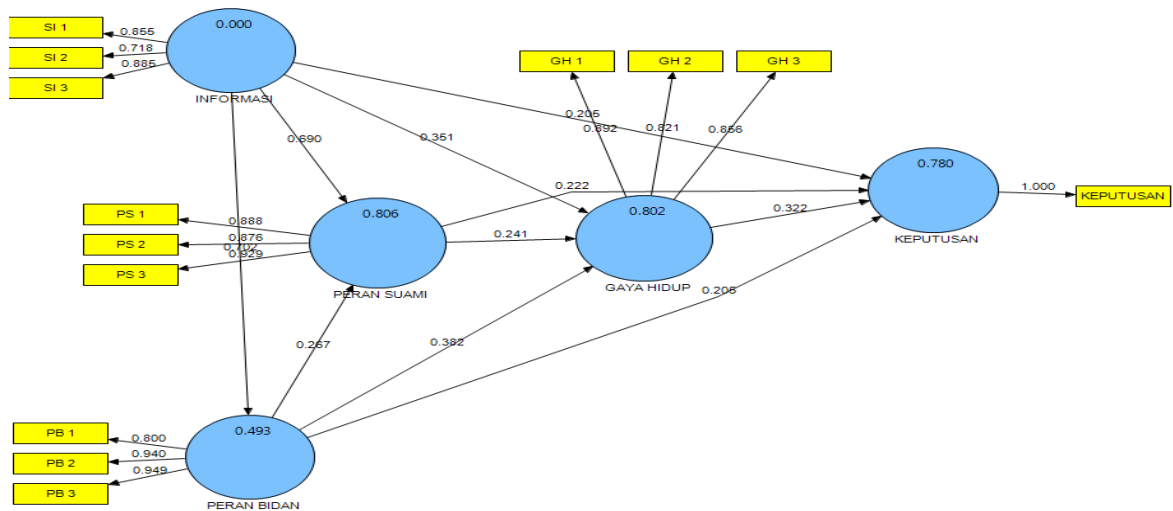 SI 1
0.855
SI 2
0.718
SI 3
0.885
0.000
INFORMASI
GH 1
GH 2
GH 3
0.205
0.892
0.821
0.856
0.690
0.351
0.780
KEPUTUSAN
1.000
KEPUTUSAN
PS 1
0.888
PS 2
0.876
0.702
PS 3
0.929
0.806
PERAN SUAMI
0.222
0.241
0.802
GAYA HIDUP
0.322
0.205
0.267
0.382
PB 1
0.800
PB 2
0.940
PB 3
0.949
0.493
PERAN BIDAN